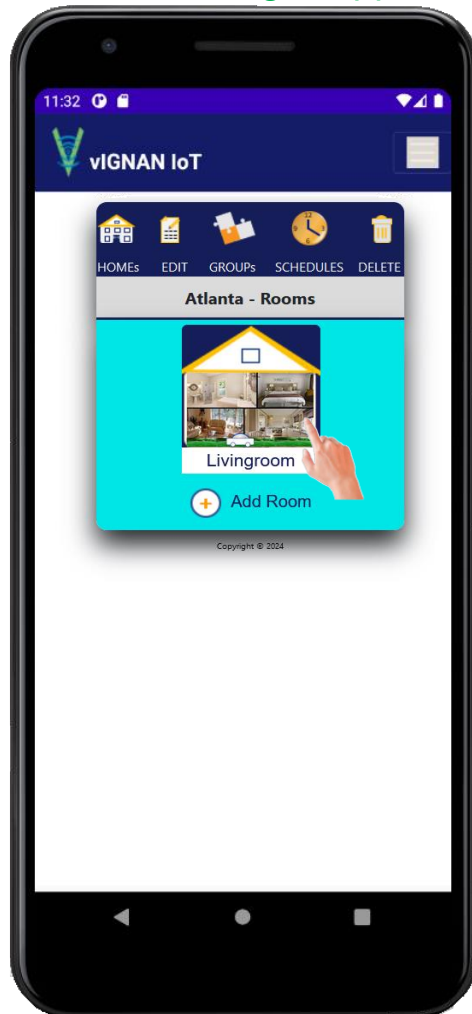 11:32
vIGNAN IoT
HOMEs EDIT GROUPs SCHEDULES DELETE
Atlanta - Rooms
Livingroom
+ Add Room
Copyright © 2024